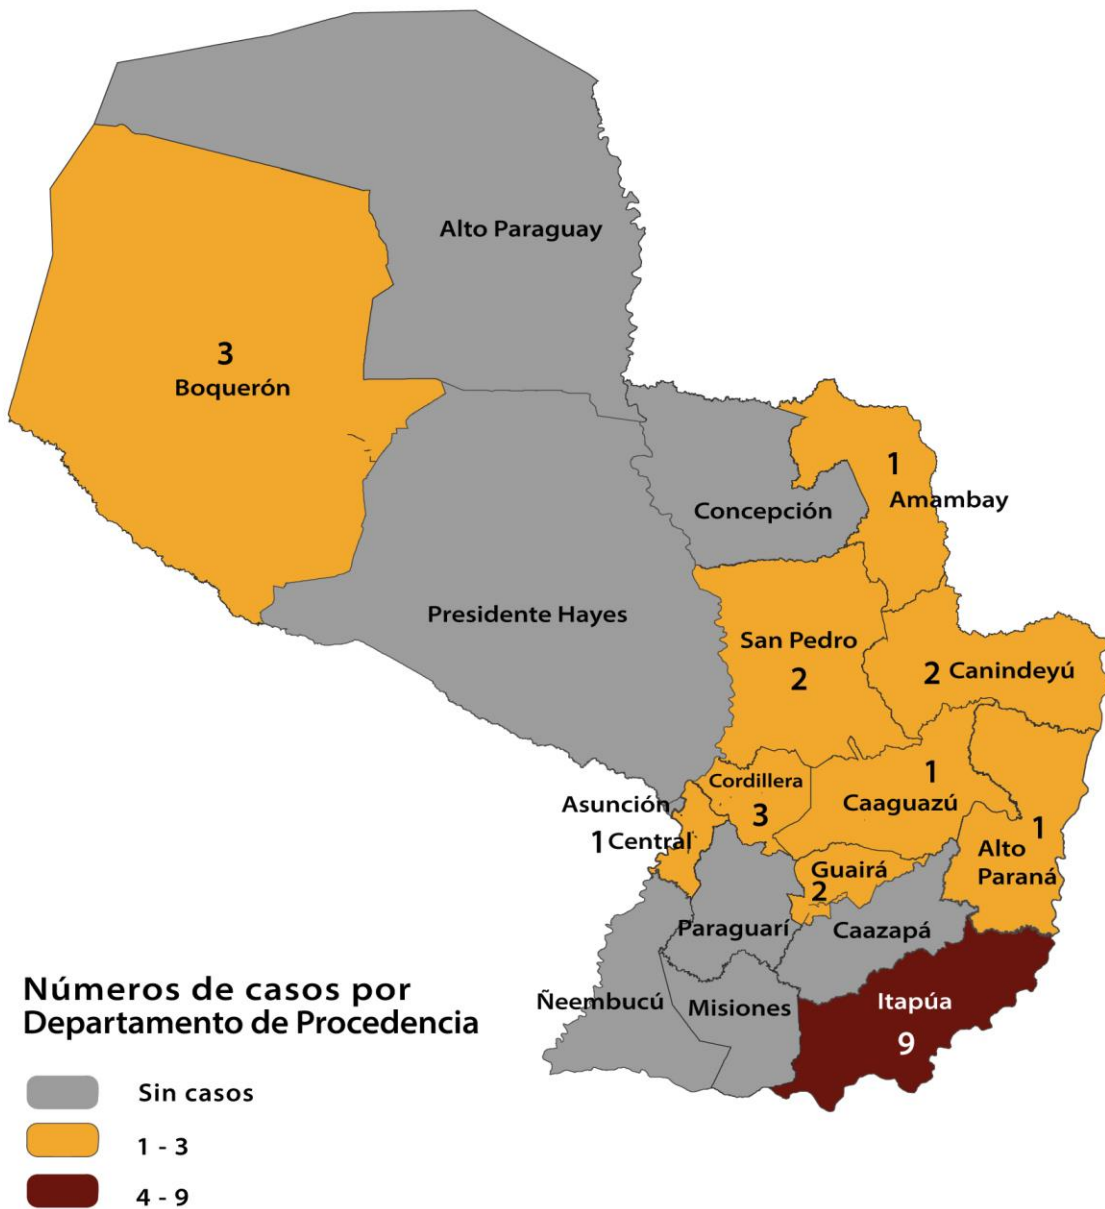 Alto Paraguay
3
Boquerón
1
Amambay
Concepción
Presidente Hayes
San Pedro
2
2 Canindeyú
Cordillera
3
1
Caaguazú
Asunción
1 Central
1
Alto
Paraná
Guairá
2
Paraguarí
Caazapá
Ñeembucú
Misiones
Itapúa
9
Números de casos por
Departamento de Procedencia
Sin casos
1 - 3
4 - 9